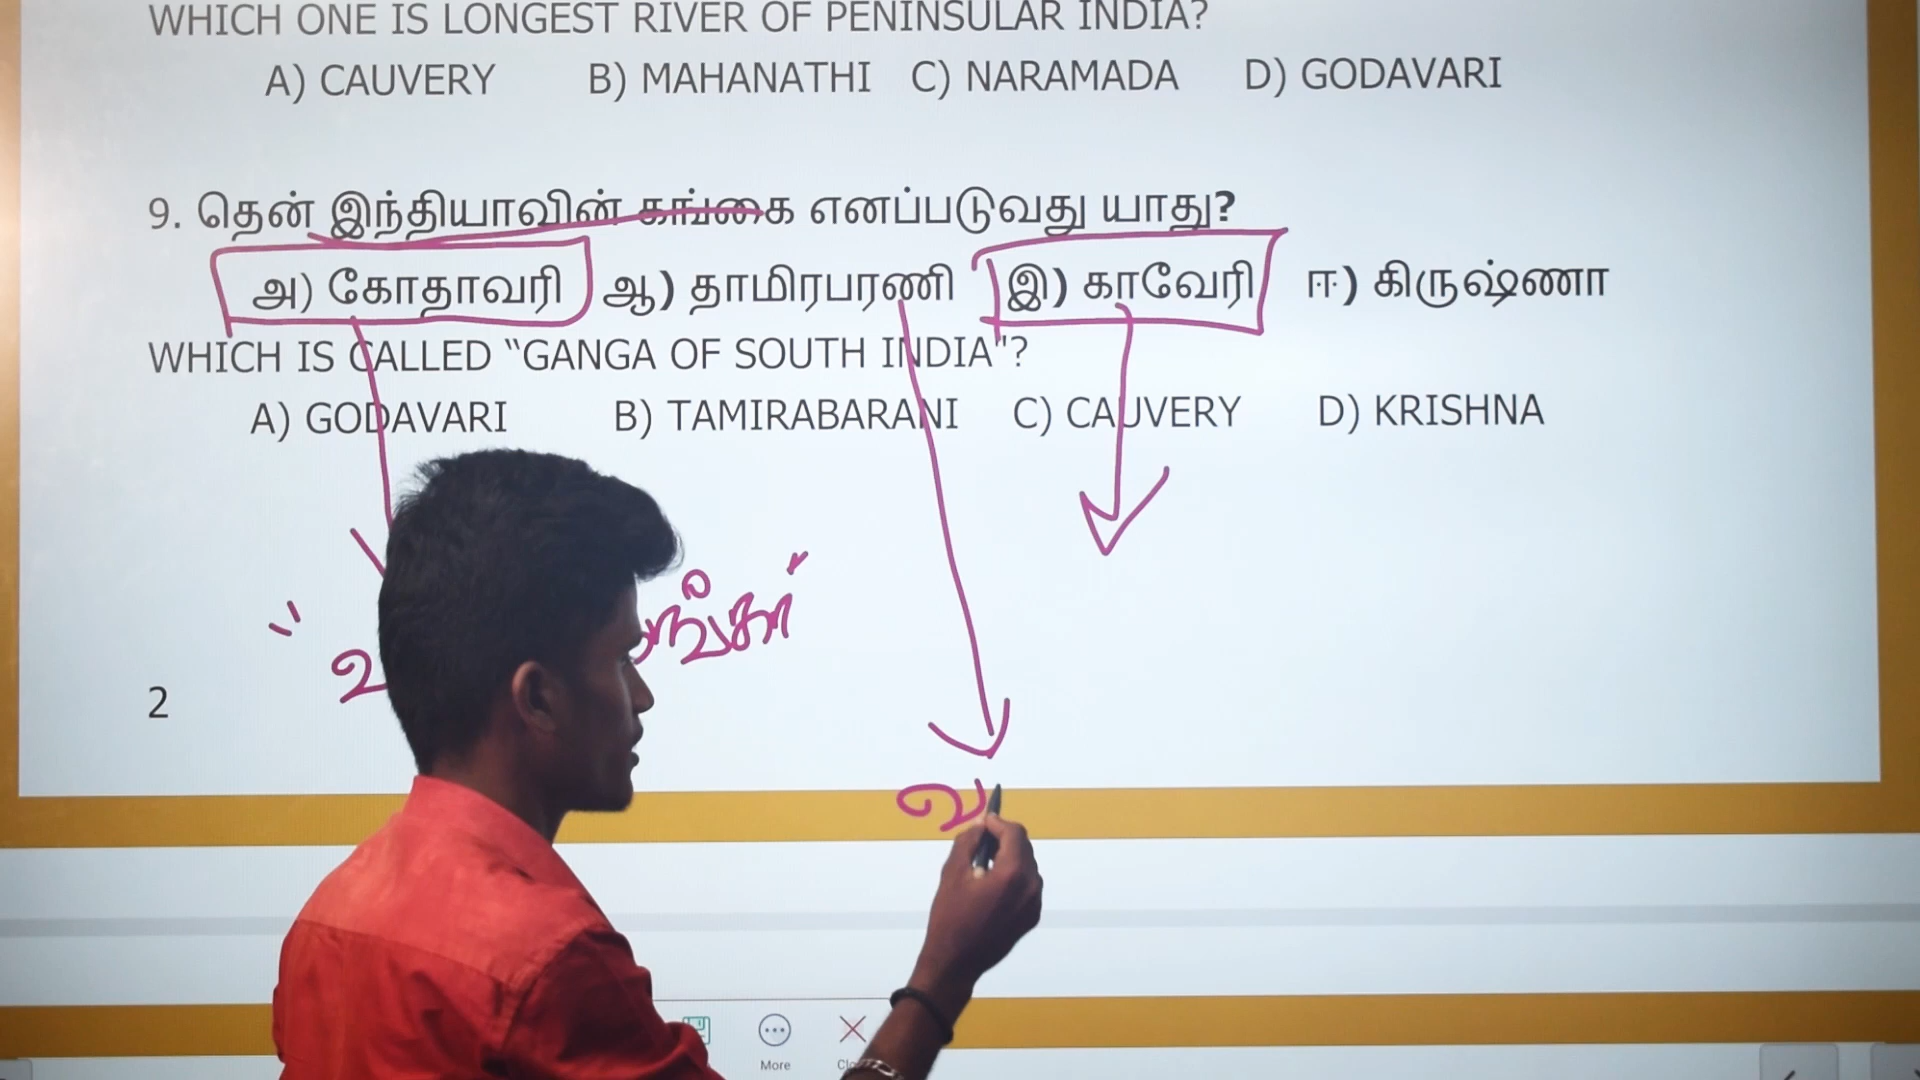 WHICH ONE IS LONGEST RIVER OF PENINSULAR INDIA?
A) CAUVERY B) MAHANATHI C) NARAMADA D) GODAVARI
9. தென் இந்தியாவின் கங்கை எனப்படுவது யாது?
அ) கோதாவரி ஆ) தாமிரபரணி இ) காவேரி ஈ) கிருஷ்ணா
WHICH IS CALLED “GANGA OF SOUTH INDIA"?
A) GODAVARI B) TAMIRABARANI C) CAUVERY D) KRISHNA
2
வ
More